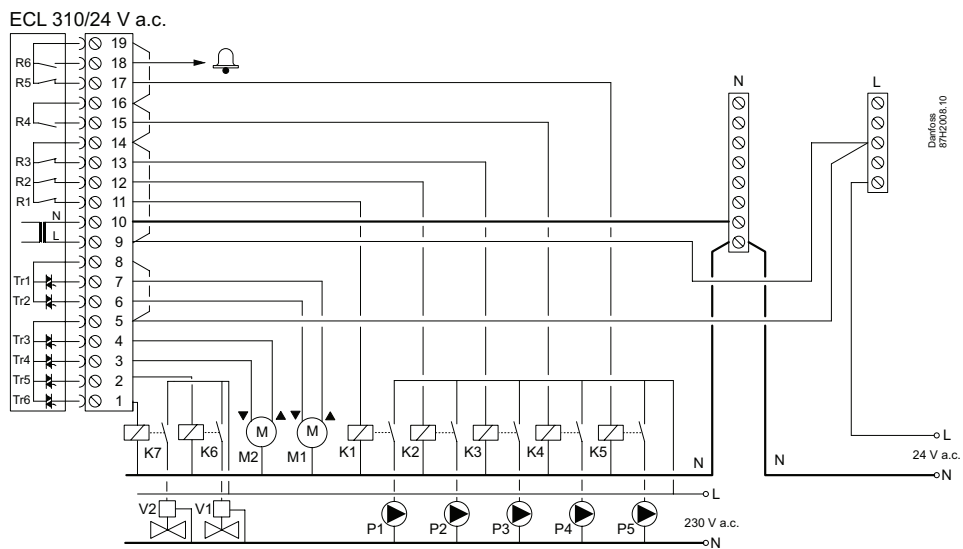 ECL 310/24 V a.c.
19
R6 18
R5 17
16
R4 15
14
R3 13
R2 12
R1 11
N 10
L 9
8
Tr1 7
Tr2 6
5
Tr3 4
Tr4 3
Tr5 2
Tr6 1
N
L
Danfoss
87H2008.10
K7 K6 M M2 M M1 K1 K2 K3 K4 K5
N N
L
24 V a.c.
N
V2 V1 P1 P2 P3 P4 P5
L
230 V a.c.
N